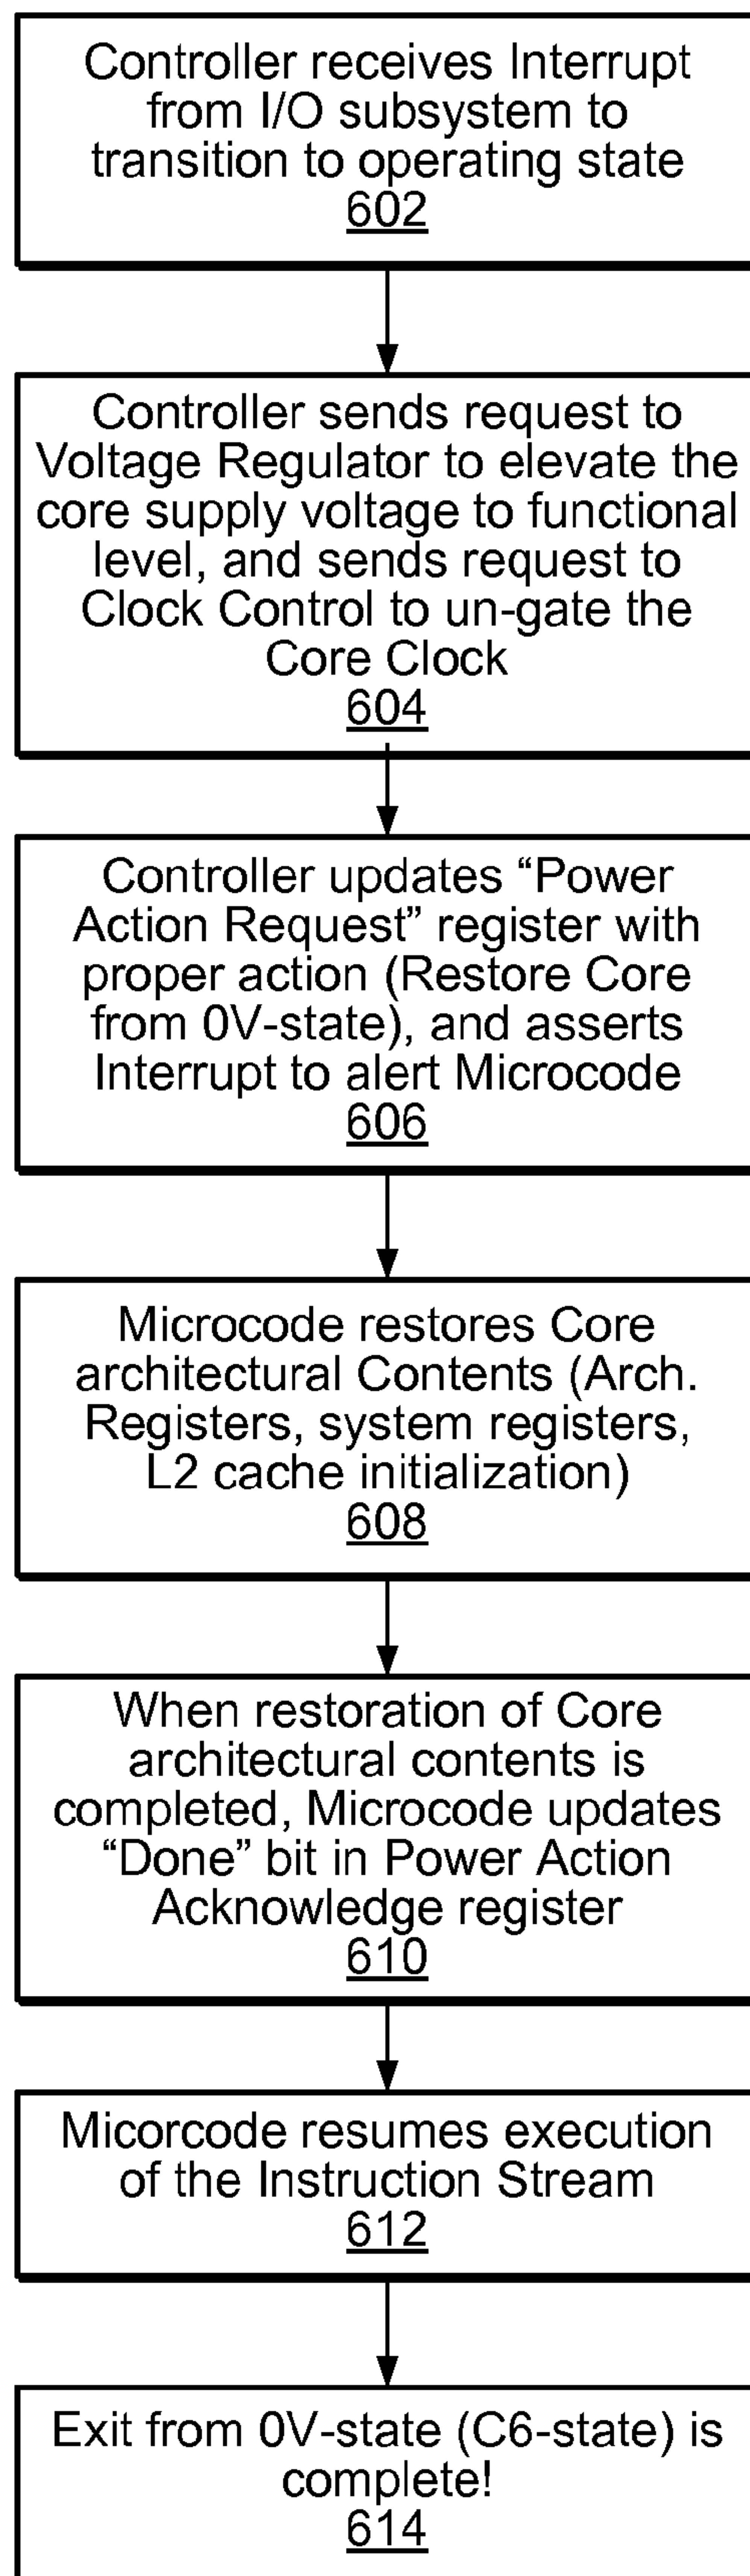 Controller receives Interrupt
from I/O subsystem to
transition to operating state
602
Controller sends request to
Voltage Regulator to elevate the
core supply voltage to functional
level, and sends request to
Clock Control to un-gate the
Core Clock
604
Controller updates “Power
Action Request” register with
proper action (Restore Core
from 0V-state), and asserts
Interrupt to alert Microcode
606
Microcode restores Core
architectural Contents (Arch.
Registers, system registers,
L2 cache initialization)
608
When restoration of Core
architectural contents is
completed, Microcode updates
“Done” bit in Power Action
Acknowledge register
610
Micorcode resumes execution
of the Instruction Stream
612
Exit from 0V-state (C6-state) is
complete!
614